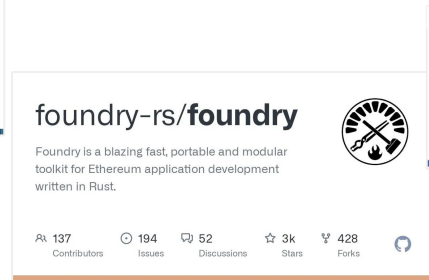 foundry-rs/foundry
Foundry is a blazing fast, portable and modular
toolkit for Ethereum application development
written in Rust.
137 194 52 3k 428
Contributors Issues Discussions Stars Forks